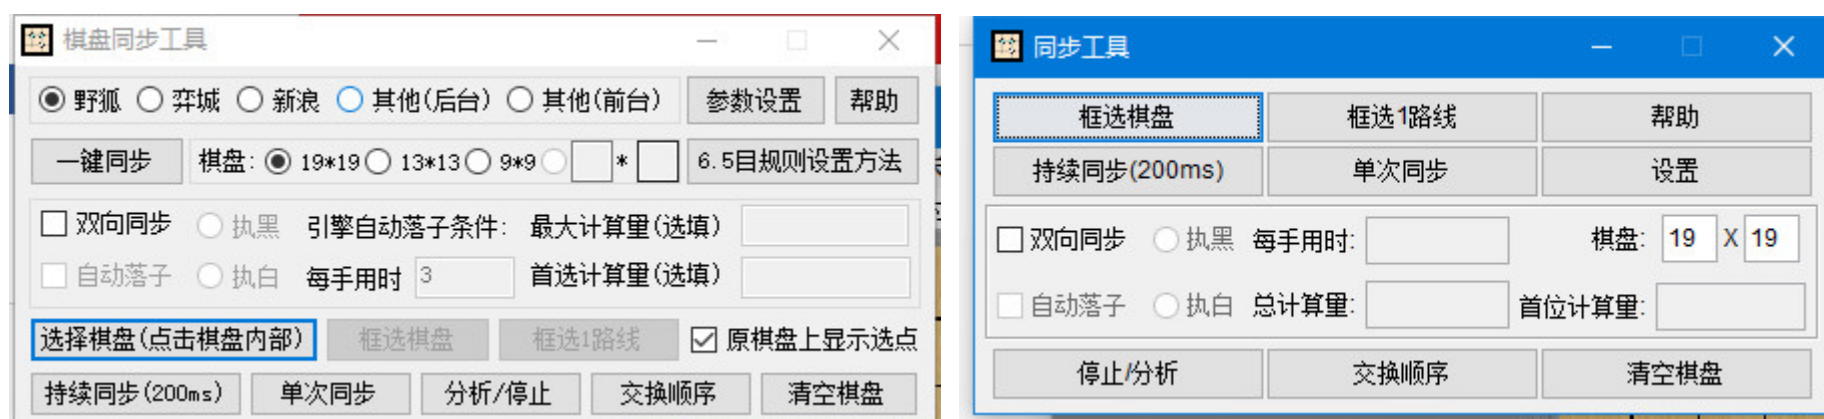 棋盘同步工具
野狐 弈城 新浪 其他(后台) 其他(前台) 参数设置 帮助
一键同步 棋盘: 19*19 13*13 9*9 * 6.5目规则设置方法
双向同步 执黑 引擎自动落子条件: 最大计算量(选填)
自动落子 执白 每手用时 3 首选计算量(选填)
选择棋盘(点击棋盘内部) 框选棋盘 框选1路线 原棋盘上显示选点
持续同步(200ms) 单次同步 分析/停止 交换顺序 清空棋盘
同步工具
框选棋盘 框选1路线 帮助
持续同步(200ms) 单次同步 设置
双向同步 执黑 每手用时: 棋盘: 19 X 19
自动落子 执白 总计算量: 首位计算量:
停止/分析 交换顺序 清空棋盘